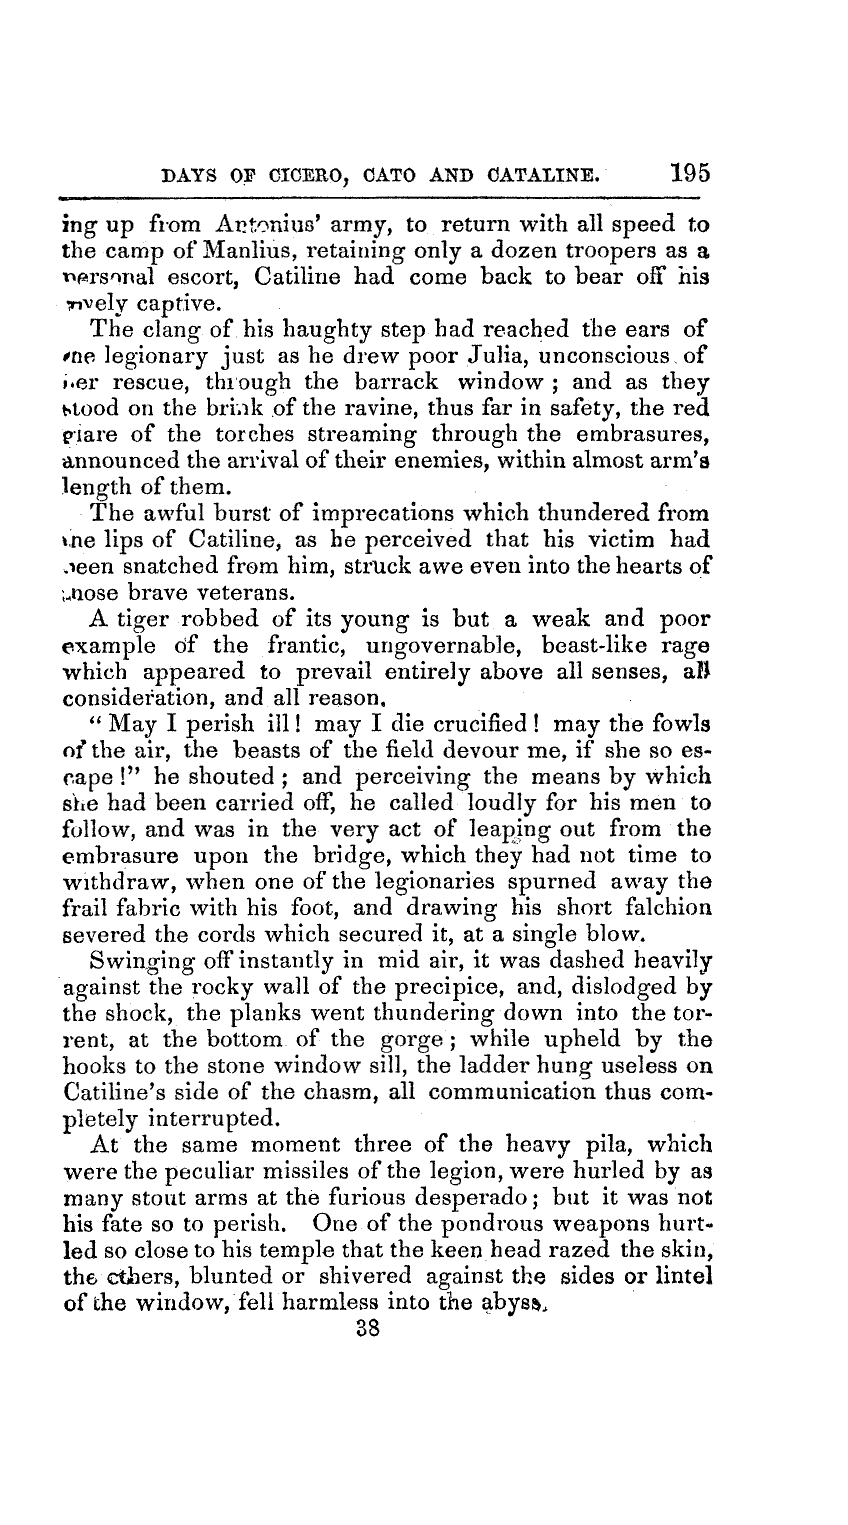 DAYS OF CICERO, CATO AND CATALINE. 195
ing up from Antonius' army, to return with all speed to
the camp of Manlius, retaining only a dozen troopers as a
personal escort, Catiline had come back to bear off his
lovely captive.
The clang of his haughty step had reached the ears of
the legionary just as he drew poor Julia, unconscious of
her rescue, through the barrack window ; and as they
stood on the brink of the ravine, thus far in safety, the red
glare of the torches streaming through the embrasures,
announced the arrival of their enemies, within almost arm's
length of them.
The awful burst of imprecations which thundered from
the lips of Catiline, as he perceived that his victim had
been snatched from him, struck awe even into the hearts of
those brave veterans.
A tiger robbed of its young is but a weak and poor
example of the frantic, ungovernable, beast-like rage
which appeared to prevail entirely above all senses, all
consideration, and all reason.
" May I perish ill! may I die crucified! may the fowls
of the air, the beasts of the field devour me, if she so es-
cape !" he shouted ; and perceiving the means by which
she had been carried off, he called loudly for his men to
follow, and was in the very act of leaping out from the
embrasure upon the bridge, which they had not time to
withdraw, when one of the legionaries spurned away the
frail fabric with his foot, and drawing his short falchion
severed the cords which secured it, at a single blow.
Swinging off instantly in mid air, it was dashed heavily
against the rocky wall of the precipice, and, dislodged by
the shock, the planks went thundering down into the tor-
rent, at the bottom of the gorge ; while upheld by the
hooks to the stone window sill, the ladder hung useless on
Catiline's side of the chasm, all communication thus com-
pletely interrupted.
At the same moment three of the heavy pila, which
were the peculiar missiles of the legion, were hurled by as
many stout arms at the furious desperado; but it was not
his fate so to perish. One of the pondrous weapons hurt-
led so close to his temple that the keen head razed the skin,
the others, blunted or shivered against the sides or lintel
of the window, fell harmless into the abyss.
38